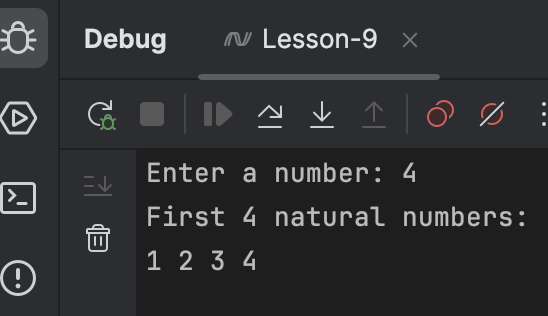 Debug Lesson-9
Enter a number: 4
First 4 natural numbers:
1 2 3 4